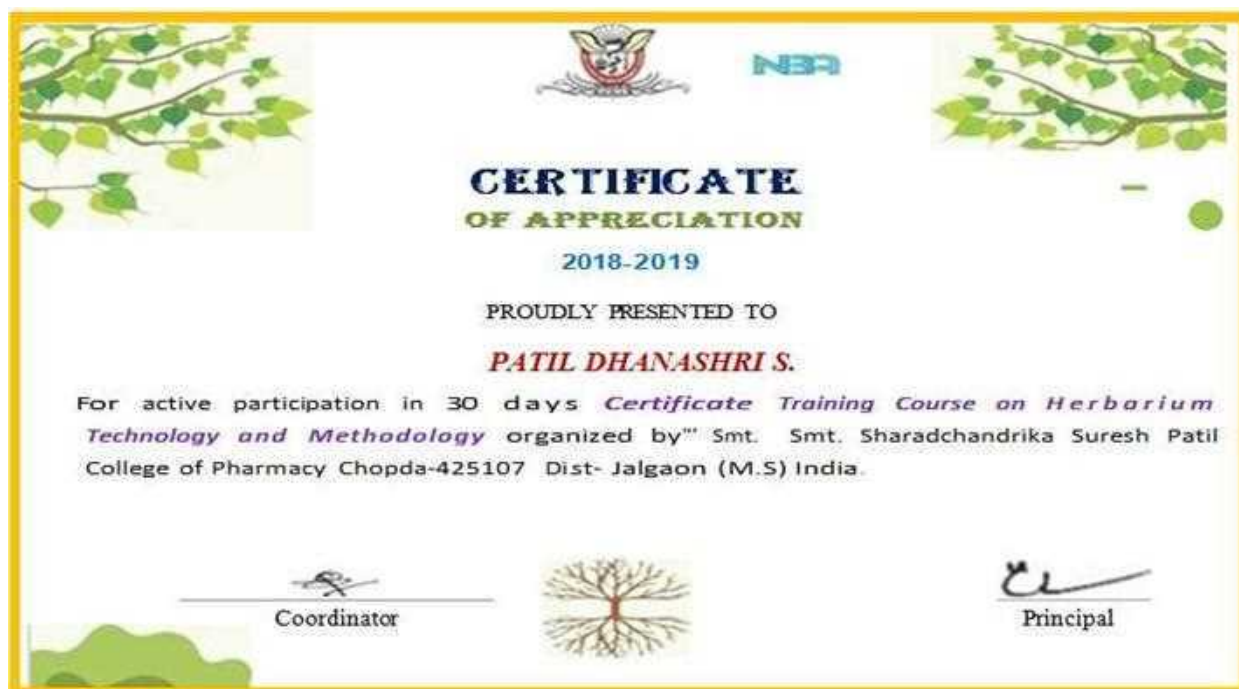 NBA
CERTIFICATE
OF APPRECIATION
2018-2019
PROUDLY PRESENTED TO
PATIL DHANASHRI S.
For active participation in 30 days Certificate Training Course on Herbarium
Technology and Methodology organized by"' Smt. Smt. Sharadchandrika Suresh Patil
College of Pharmacy Chopda-425107 Dist- Jalgaon (M.S) India.
Coordinator
Principal